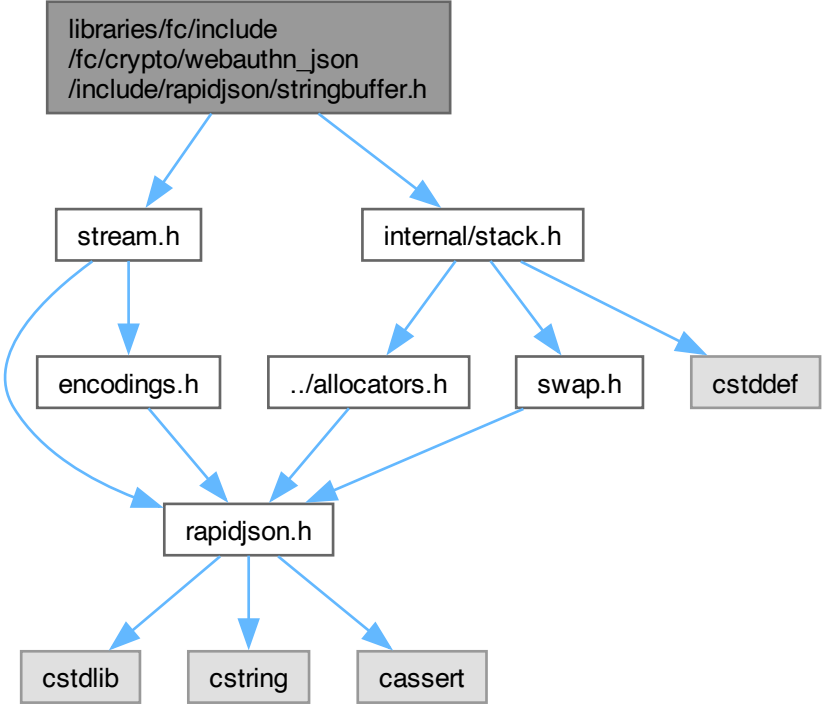 libraries/fc/include
/fc/crypto/webauthn_json
/include/rapidjson/stringbuffer.h
stream.h
internal/stack.h
encodings.h
../allocators.h
swap.h
cstddef
rapidjson.h
cstdlib
cstring
cassert